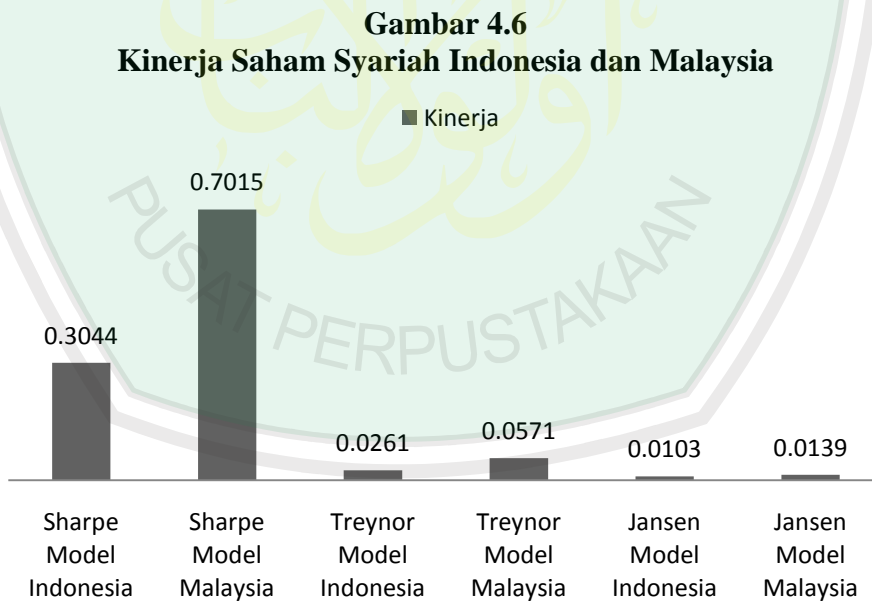 Gambar 4.6
Kinerja Saham Syariah Indonesia dan Malaysia
Kinerja
0.3044
0.7015
0.0261
0.0571
0.0103
0.0139
Sharpe
Model
Indonesia
Sharpe
Model
Malaysia
Treynor
Model
Indonesia
Treynor
Model
Malaysia
Jansen
Model
Indonesia
Jansen
Model
Malaysia
PUSAT PERPUSTAKAAN